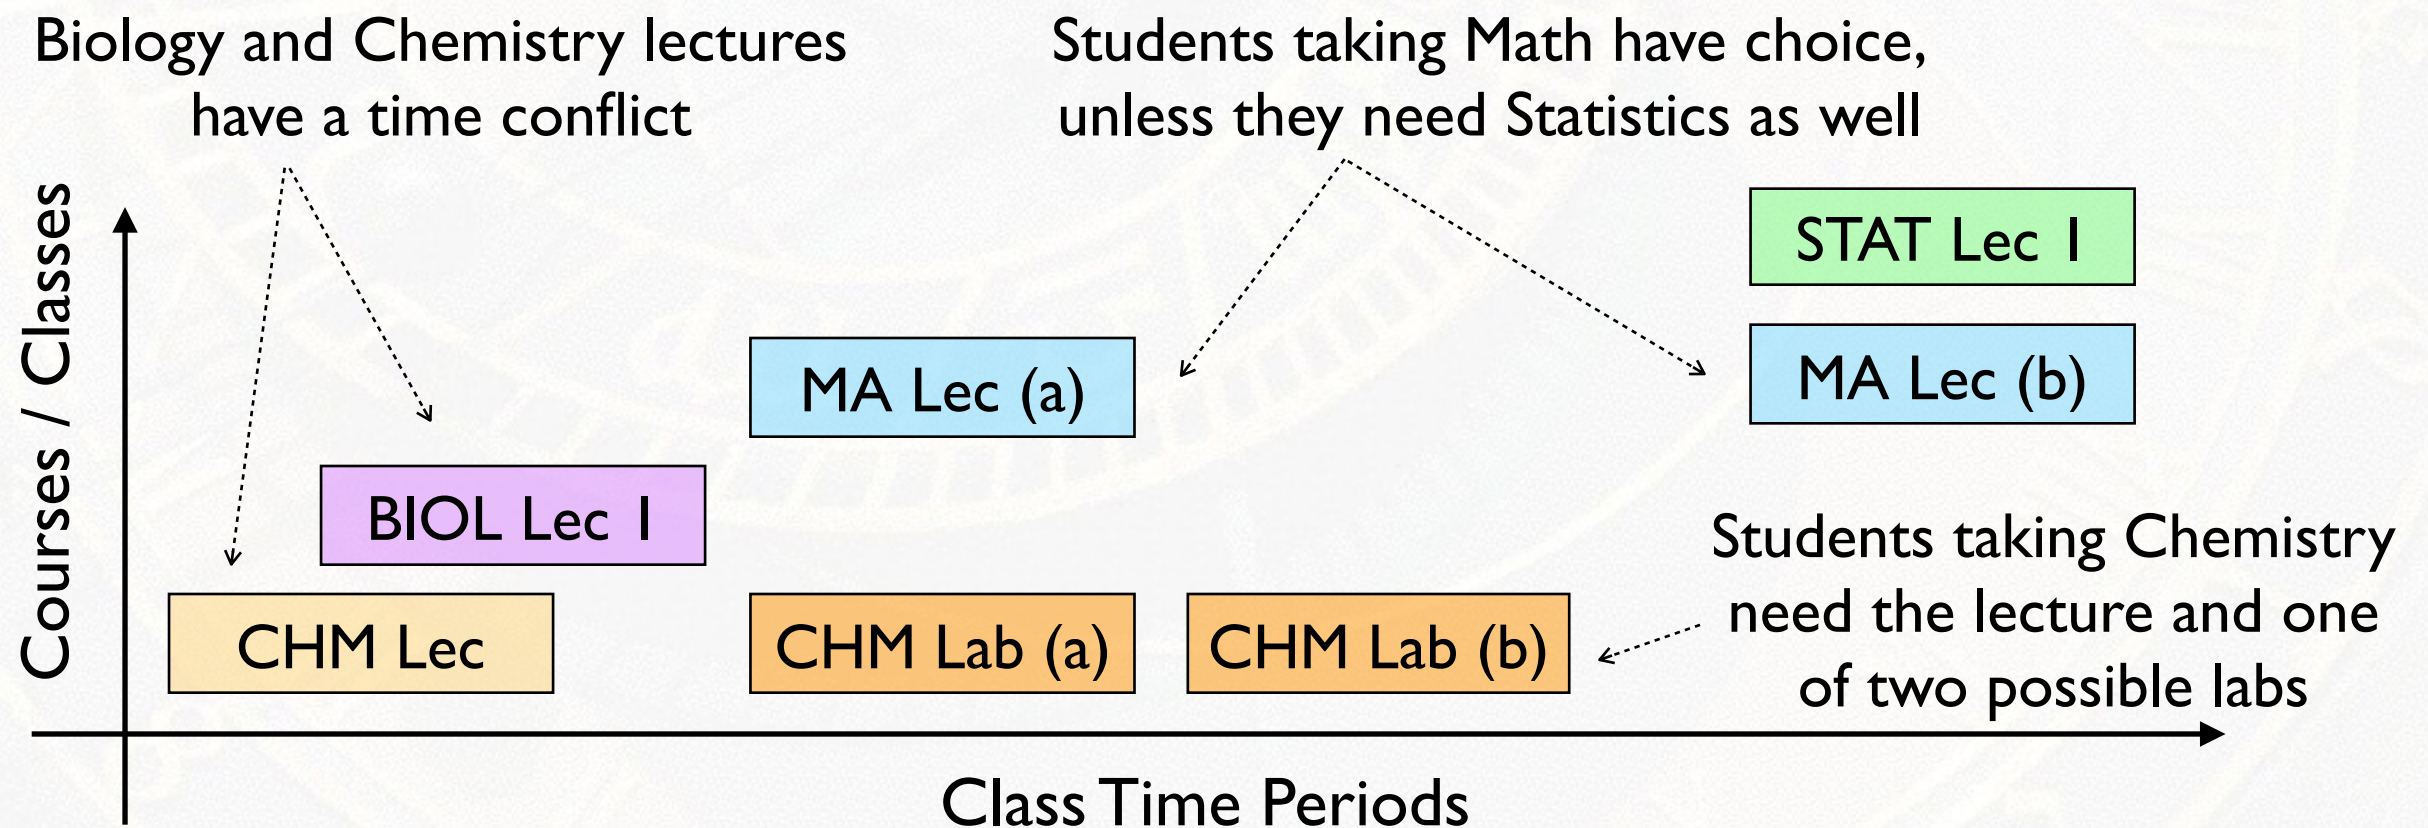 Biology and Chemistry lectures
have a time conflict
Students taking Math have choice,
unless they need Statistics as well
Courses / Classes
STAT Lec 1
MA Lec (a)
MA Lec (b)
BIOL Lec 1
CHM Lec
CHM Lab (a)
CHM Lab (b)
Students taking Chemistry
need the lecture and one
of two possible labs
Class Time Periods